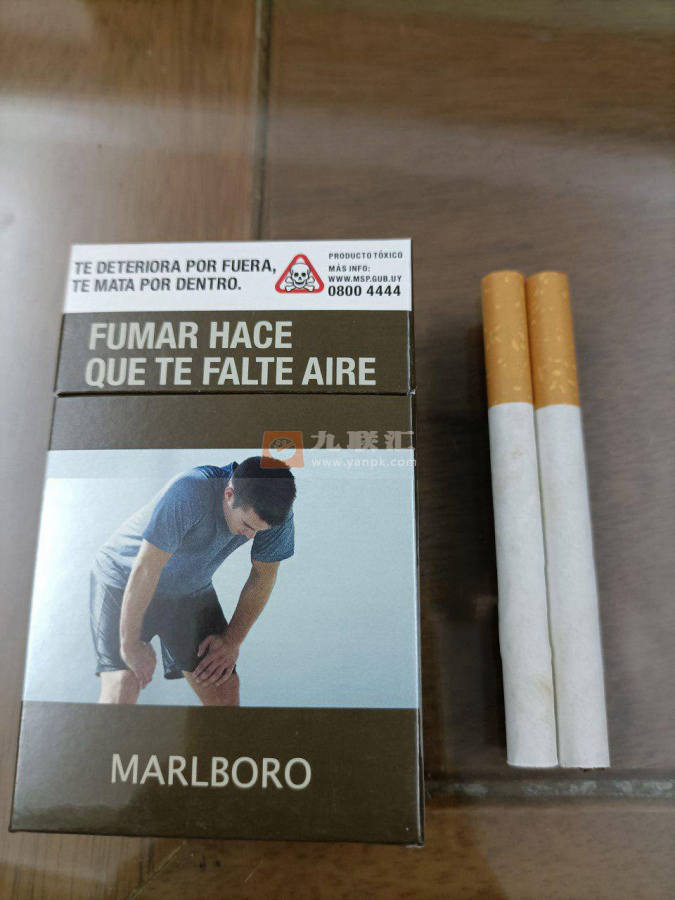 TE DETERIORA POR FUERA,
TE MATA POR DENTRO.
PRODUCTO TÓXICO
MÁS INFO:
WWW.MSP.GUB.UY
0800 4444
FUMAR HACE
QUE TE FALTE AIRE
九联汇
www.yanpk.com
MARLBORO